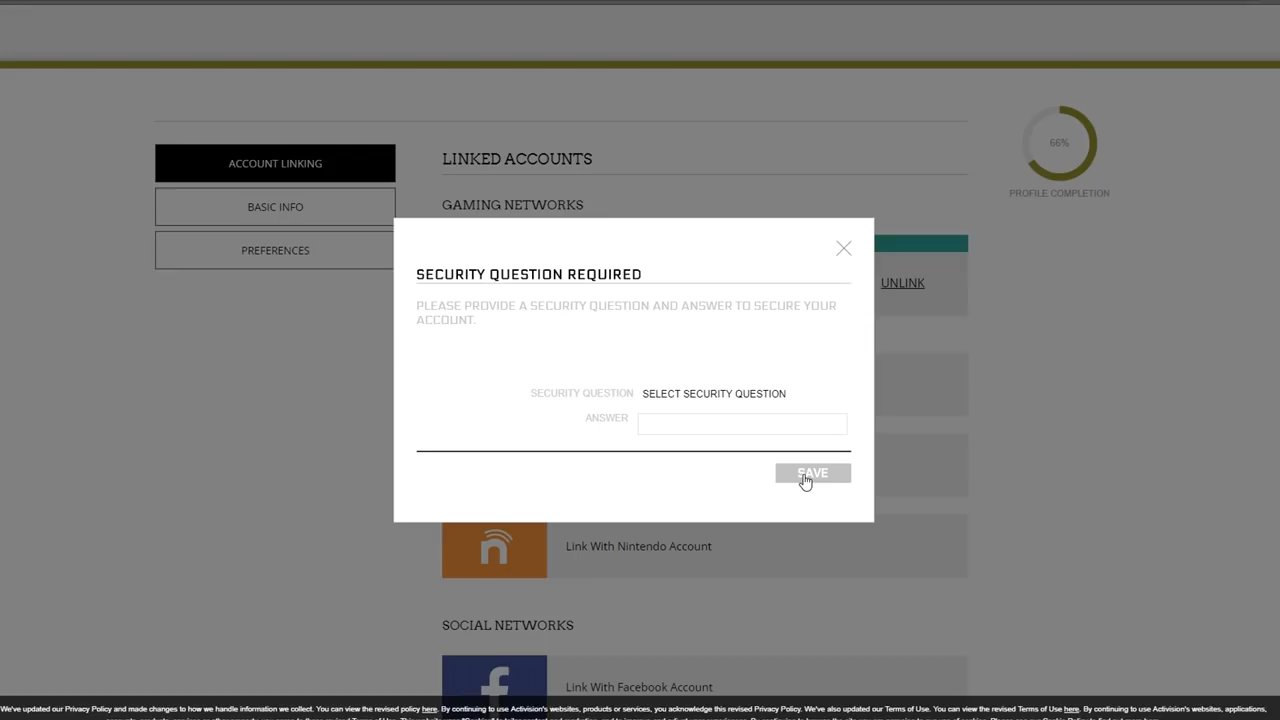 ACCOUNT LINKING
BASIC INFO
PREFERENCES
LINKED ACCOUNTS
GAMING NETWORKS
66%
PROFILE COMPLETION
UNLINK
SECURITY QUESTION REQUIRED
PLEASE PROVIDE A SECURITY QUESTION AND ANSWER TO SECURE YOUR
ACCOUNT.
SECURITY QUESTION SELECT SECURITY QUESTION
ANSWER
SAVE
Link With Nintendo Account
SOCIAL NETWORKS
Link With Facebook Account
We've updated our Privacy Policy and made changes to how we handle information we collect. You can view the revised policy here. By continuing to use Activision's websites, products or services, you acknowledge this revised Privacy Policy. We've also updated our Terms of Use. You can view the revised Terms of Use here. By continuing to use Activision's websites, applications,